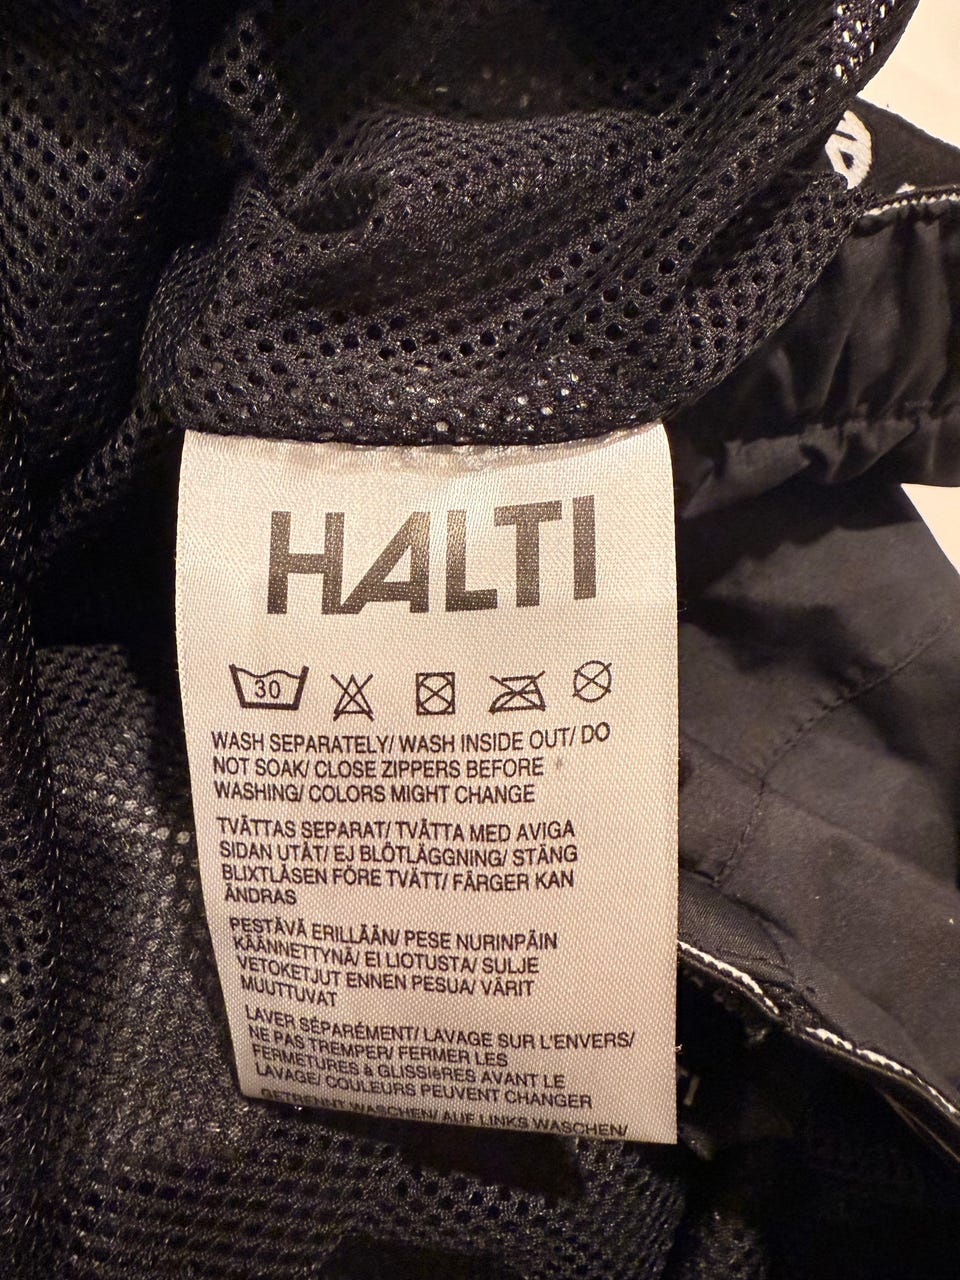 HALTI
30
WASH SEPARATELY/ WASH INSIDE OUT/ DO
NOT SOAK/ CLOSE ZIPPERS BEFORE
WASHING/ COLORS MIGHT CHANGE
TVÄTTAS SEPARAT/ TVÄTTA MED AVIGA
SIDAN UTÅT/ EJ BLÖTLÄGGNING/ STÄNG
BLIXTLÅSEN FÖRE TVÄTT/ FÄRGER KAN
ÄNDRAS
PESTÄVÄ ERILLÄÄN/ PESE NURINPÄIN
KÄÄNNETTYNÄ/ EI LIOTUSTA/ SULJE
VETOKETJUT ENNEN PESUA/ VÄRIT
MUUTTUVAT
LAVER SÉPARÉMENT/ LAVAGE SUR L'ENVERS/
NE PAS TREMPER/ FERMER LES
FERMETURES & GLISSIèRES AVANT LE
LAVAGE/ COULEURS PEUVENT CHANGER
GETRENNT WASCHEN/ AUF LINKS WASCHEN/